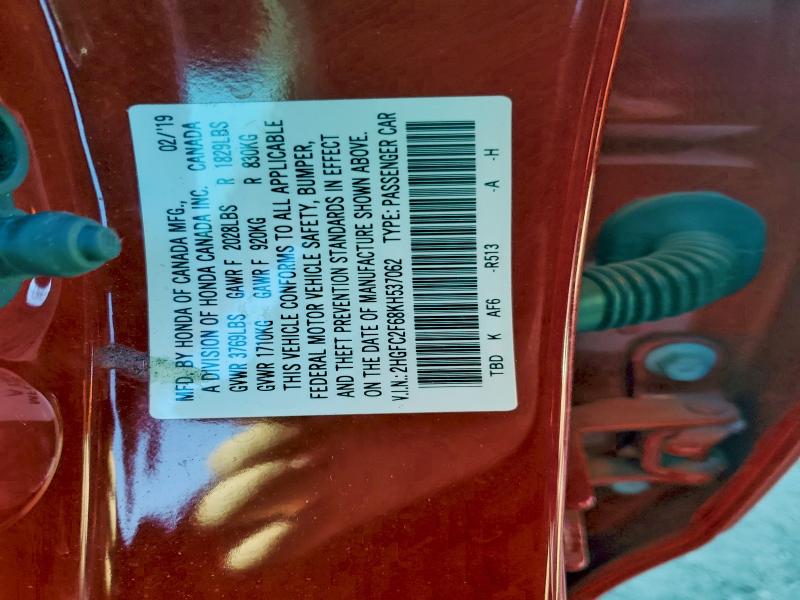 MFD. BY HONDA OF CANADA MFG., 02/'19
A DIVISION OF HONDA CANADA INC. CANADA
GVWR 3769LBS GAWR F 2028LBS R 1829LBS
GVWR 1710KG GAWR F 920KG R 830KG
THIS VEHICLE CONFORMS TO ALL APPLICABLE
FEDERAL MOTOR VEHICLE SAFETY, BUMPER,
AND THEFT PREVENTION STANDARDS IN EFFECT
ON THE DATE OF MANUFACTURE SHOWN ABOVE.
V.I.N.: 2HGFC2F68KH537062 TYPE: PASSENGER CAR
TBD K AF6 -R513 -A -H